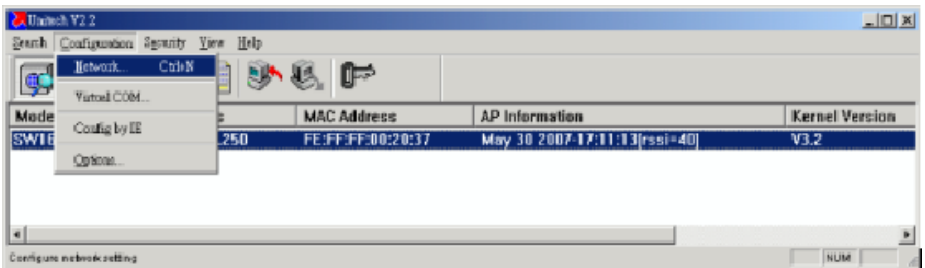 Unitech V2.2
Search Configuration Security View Help
Network... Ctrl+N
Virtual COM...
Config by IE
Options...
Mode MAC Address AP Information Kernel Version
SW16 .250 FE:FF:FF:00:20:37 May 30 2007-17:11:13[rssi=40] V3.2
Configure network setting NUM